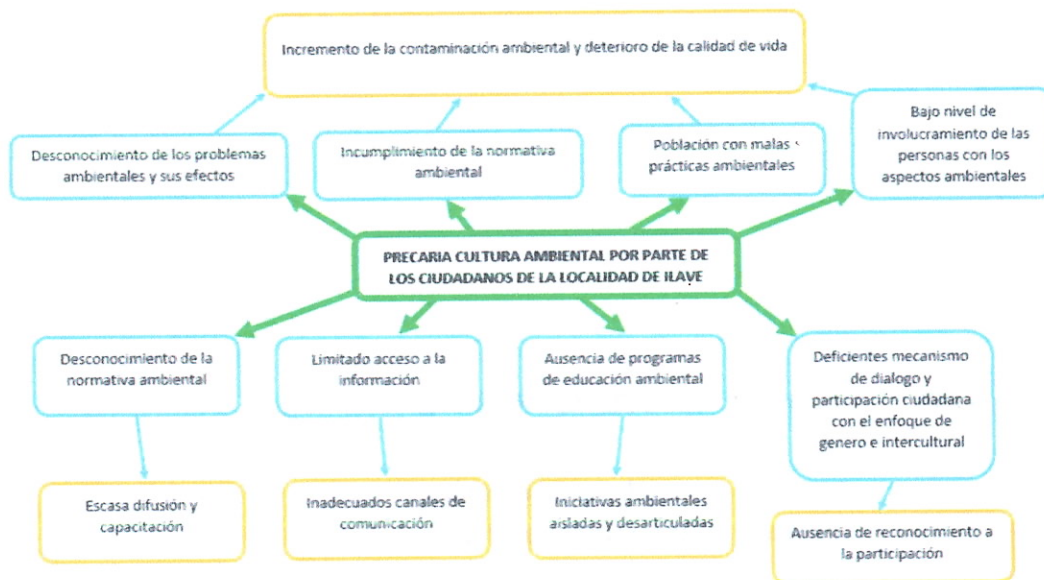 Incremento de la contaminación ambiental y deterioro de la calidad de vida
Desconocimiento de los problemas
ambientales y sus efectos
Incumplimiento de la normativa
ambiental
Población con malas
prácticas ambientales
Bajo nivel de
involucramiento de las
personas con los
aspectos ambientales
PRECARIA CULTURA AMBIENTAL POR PARTE DE
LOS CIUDADANOS DE LA LOCALIDAD DE ILAVE
Desconocimiento de la
normativa ambiental
Limitado acceso a la
información
Ausencia de programas
de educación ambiental
Deficientes mecanismo
de dialogo y
participación ciudadana
con el enfoque de
genero e intercultural
Escasa difusión y
capacitación
Inadecuados canales de
comunicación
Iniciativas ambientales
aisladas y desarticuladas
Ausencia de reconocimiento a
la participación